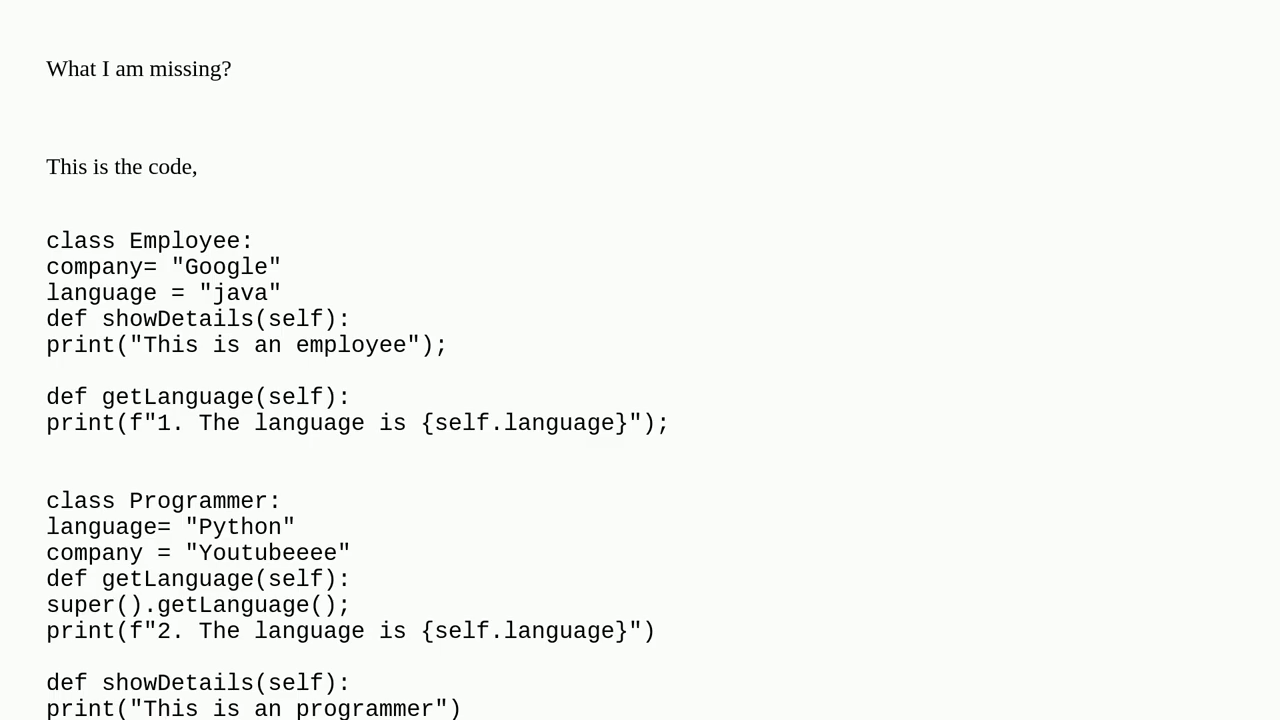 What I am missing?
This is the code,
class Employee:
company= "Google"
language = "java"
def showDetails(self):
print("This is an employee");
def getLanguage(self):
print(f"1. The language is {self.language}");
class Programmer:
language= "Python"
company = "Youtubeeee"
def getLanguage(self):
super().getLanguage();
print(f"2. The language is {self.language}")
def showDetails(self):
print("This is an programmer")